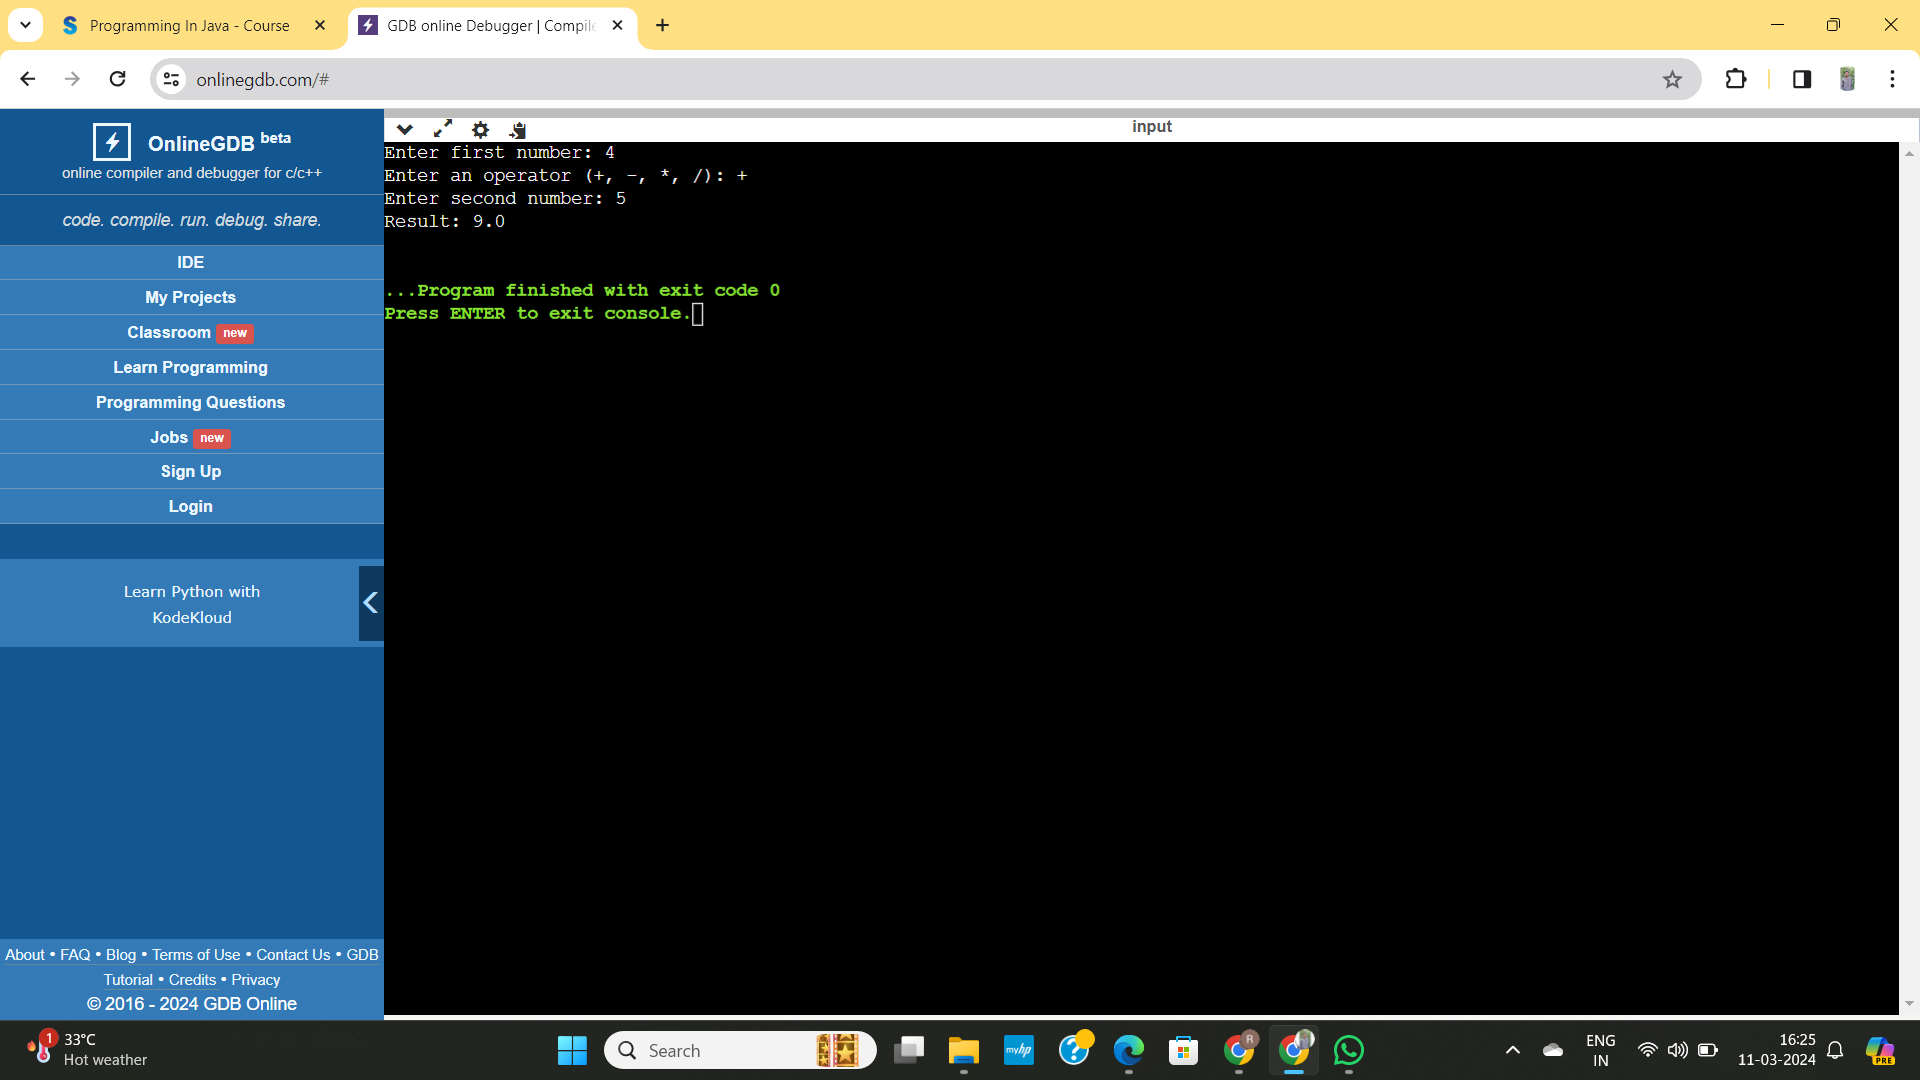 Programming In Java - Course
GDB online Debugger | Compile
onlinegdb.com/#
OnlineGDB beta
online compiler and debugger for c/c++
code. compile. run. debug. share.
IDE
My Projects
Classroom new
Learn Programming
Programming Questions
Jobs new
Sign Up
Login
Learn Python with
KodeKloud
About • FAQ • Blog • Terms of Use • Contact Us • GDB
Tutorial • Credits • Privacy
© 2016 - 2024 GDB Online
input
Enter first number: 4
Enter an operator (+, -, *, /): +
Enter second number: 5
Result: 9.0
...Program finished with exit code 0
Press ENTER to exit console.
1
33°C
Hot weather
Search
myhp
R
ENG
IN
16:25
11-03-2024
PRE